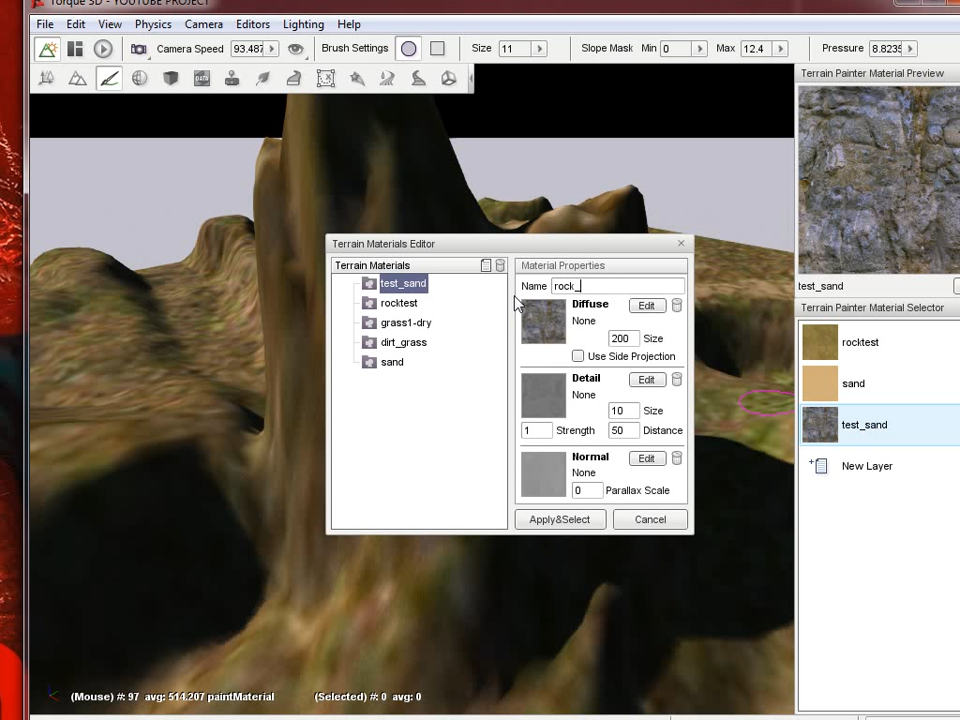 Torque 3D - YOUTUBE PROJECT
File Edit View Physics Camera Editors Lighting Help
Camera Speed 93.487 Brush Settings Size 11 Slope Mask Min 0 Max 12.4 Pressure 8.8235
Terrain Painter Material Preview
DATA
Terrain Materials Editor
Terrain Materials
test_sand
rocktest
grass1-dry
dirt_grass
sand
Material Properties
Name rock_
Diffuse Edit
None
200 Size
Use Side Projection
Detail Edit
None
10 Size
1 Strength 50 Distance
Normal Edit
None
0 Parallax Scale
Apply&Select Cancel
test_sand
Terrain Painter Material Selector
rocktest
sand
test_sand
New Layer
(Mouse) #: 97 avg: 514.207 paintMaterial (Selected) #: 0 avg: 0